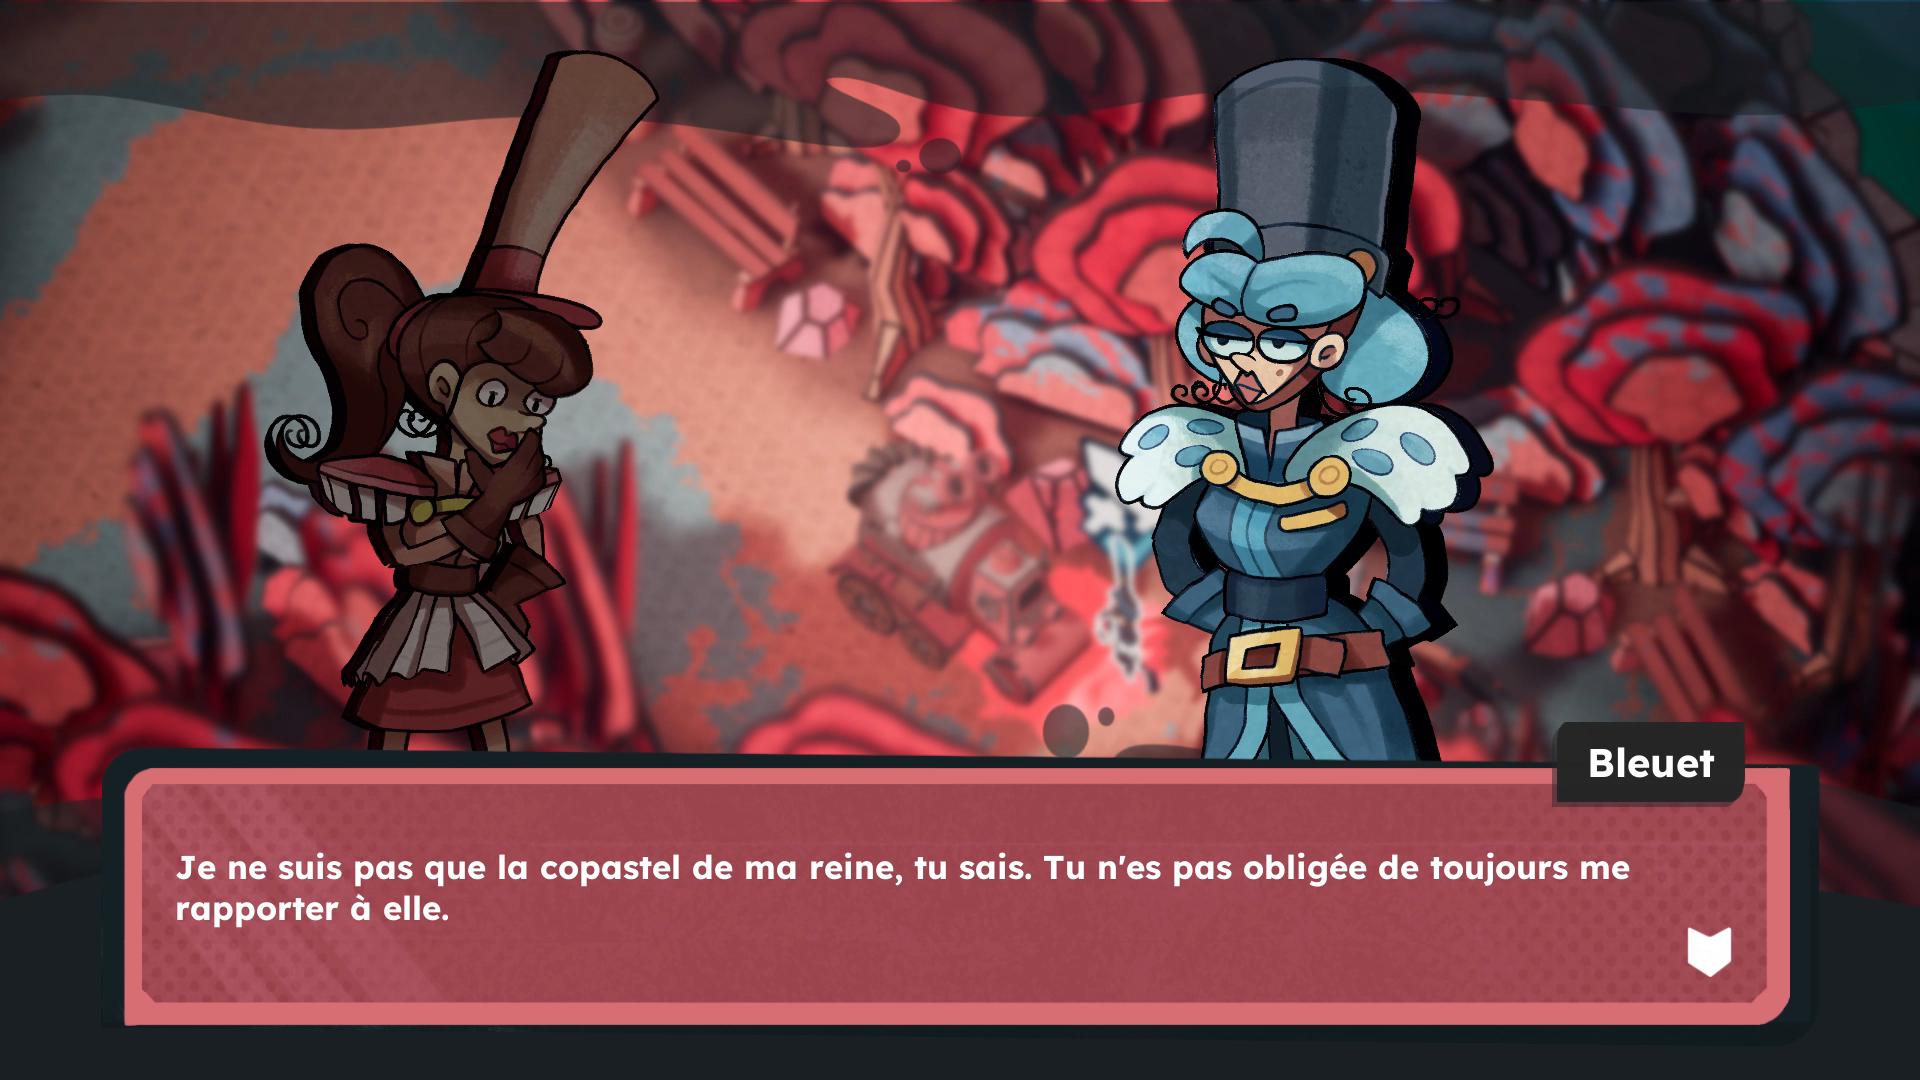 Bleuet
Je ne suis pas que la copastel de ma reine, tu sais. Tu n'es pas obligée de toujours me
rapporter à elle.